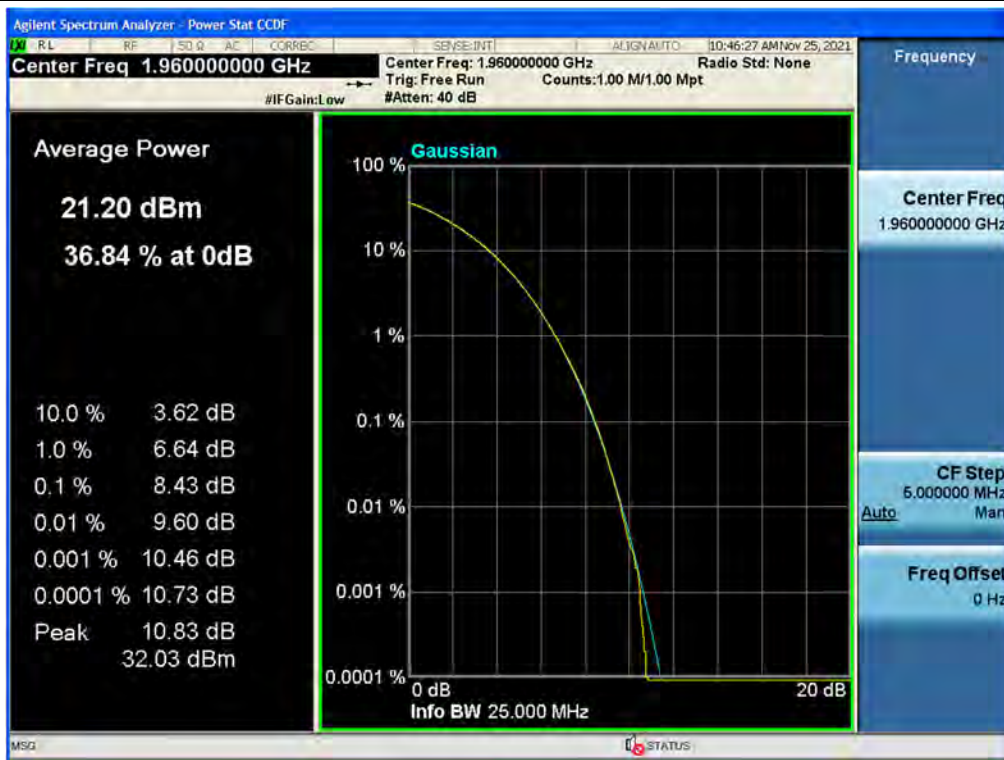 Agilent Spectrum Analyzer - Power Stat CCDF
LXI RL RF 50 Ω AC CORREC SENSE:INT ALIGN AUTO 10:46:27 AM Nov 25, 2021
Center Freq 1.960000000 GHz
Center Freq: 1.960000000 GHz Radio Std: None
Trig: Free Run Counts:1.00 M/1.00 Mpt
#IFGain:Low #Atten: 40 dB
Frequency
Average Power
21.20 dBm
36.84 % at 0dB
10.0 % 3.62 dB
1.0 % 6.64 dB
0.1 % 8.43 dB
0.01 % 9.60 dB
0.001 % 10.46 dB
0.0001 % 10.73 dB
Peak 10.83 dB
32.03 dBm
Gaussian
100 %
10 %
1 %
0.1 %
0.01 %
0.001 %
0.0001 %
0 dB 20 dB
Info BW 25.000 MHz
Center Freq
1.960000000 GHz
CF Step
5.000000 MHz
Auto Man
Freq Offset
0 Hz
MSG STATUS